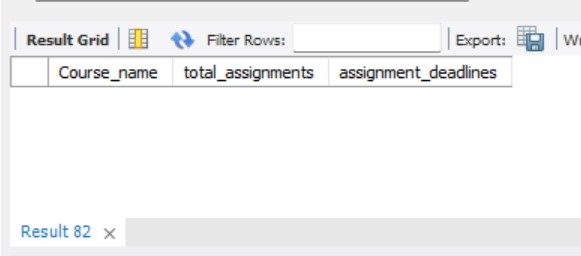 Result Grid Filter Rows: Export:
Course_name total_assignments assignment_deadlines
Result 82